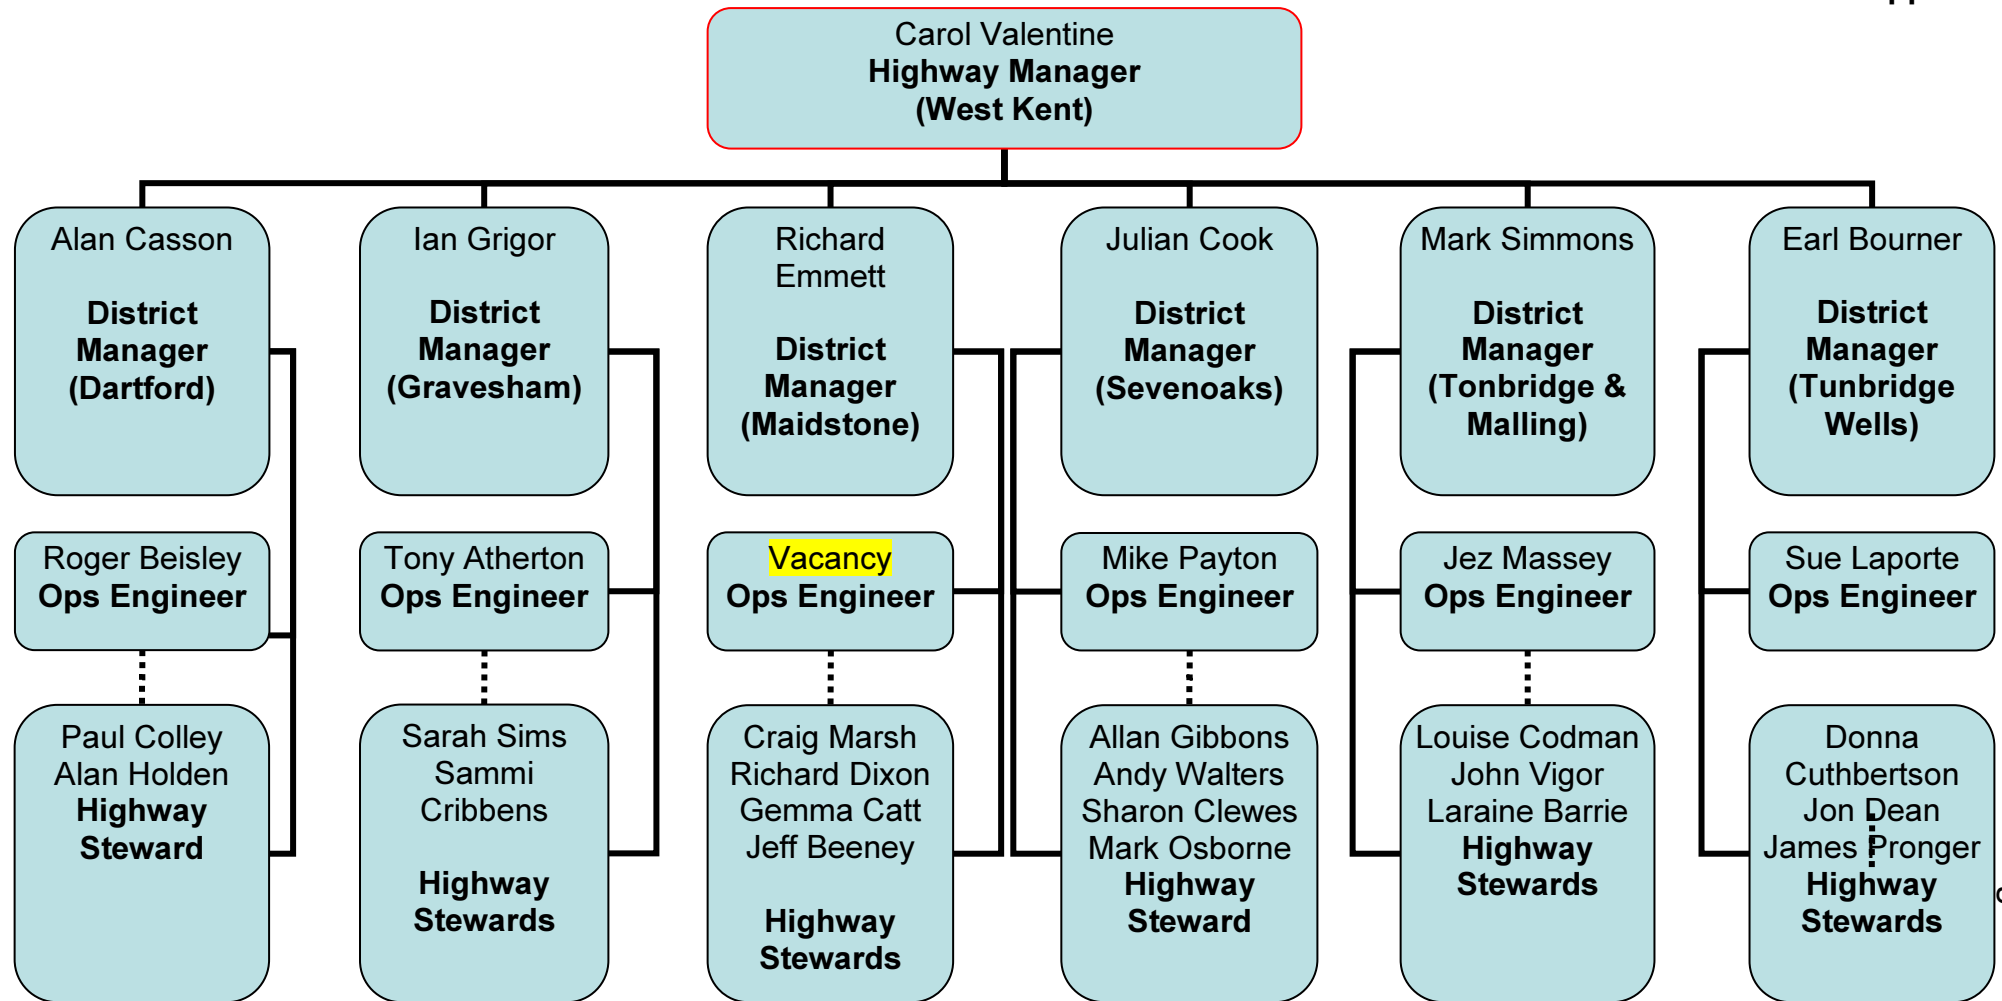 Carol Valentine
Highway Manager
(West Kent)
Alan Casson
District
Manager
(Dartford)
Ian Grigor
District
Manager
(Gravesham)
Richard
Emmett
District
Manager
(Maidstone)
Julian Cook
District
Manager
(Sevenoaks)
Mark Simmons
District
Manager
(Tonbridge &
Malling)
Earl Bourner
District
Manager
(Tunbridge
Wells)
Roger Beisley
Ops Engineer
Tony Atherton
Ops Engineer
Vacancy
Ops Engineer
Mike Payton
Ops Engineer
Jez Massey
Ops Engineer
Sue Laporte
Ops Engineer
Paul Colley
Alan Holden
Highway
Steward
Sarah Sims
Sammi
Cribbens
Highway
Stewards
Craig Marsh
Richard Dixon
Gemma Catt
Jeff Beeney
Highway
Stewards
Allan Gibbons
Andy Walters
Sharon Clewes
Mark Osborne
Highway
Steward
Louise Codman
John Vigor
Laraine Barrie
Highway
Stewards
Donna
Cuthbertson
Jon Dean
James Pronger
Highway
Stewards